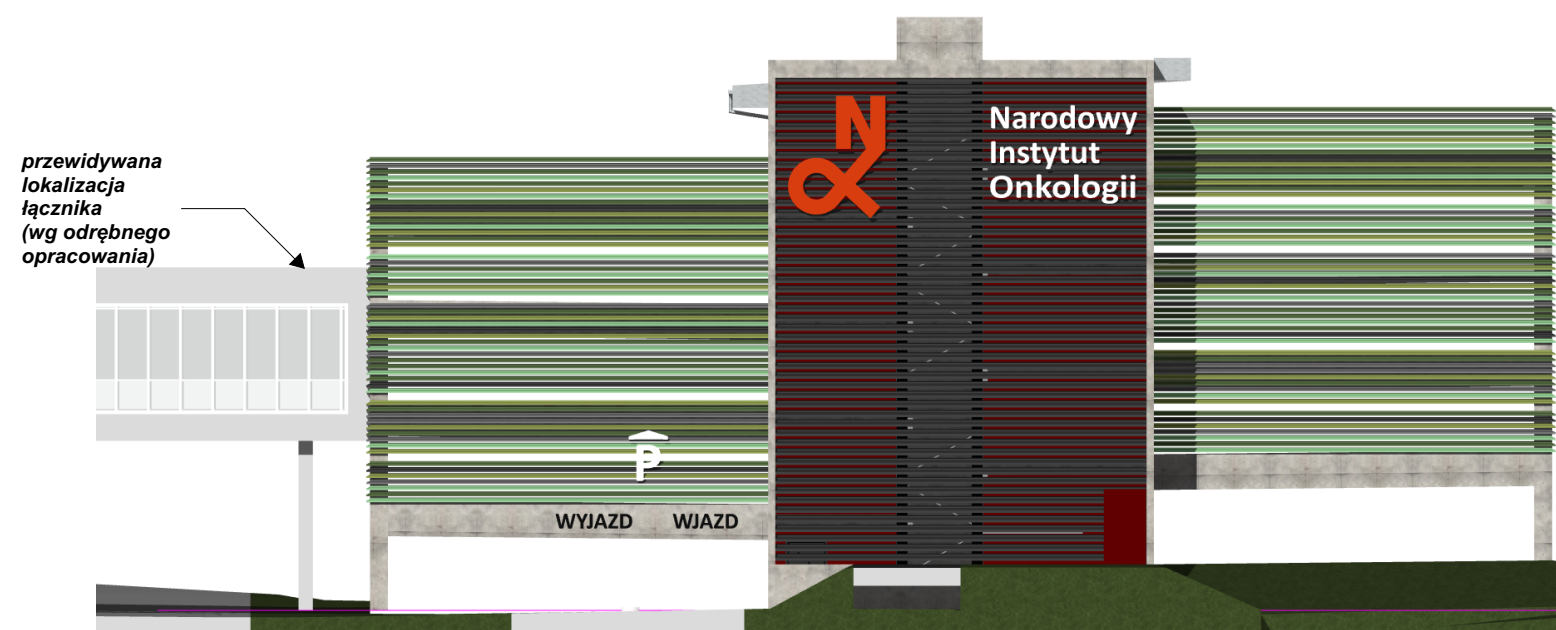 przewidywana
lokalizacja
łącznika
(wg odrębnego
opracowania)
N
Narodowy
Instytut
Onkologii
P
WYJAZD WJAZD